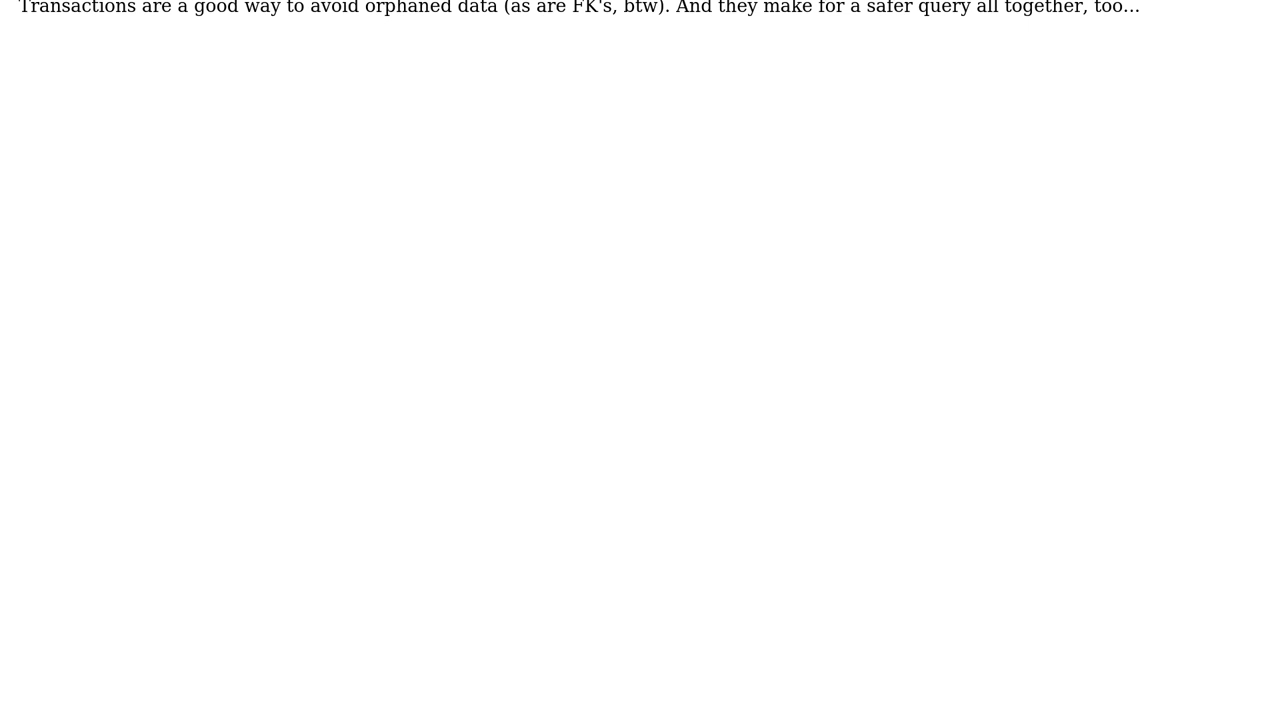 Transactions are a good way to avoid orphaned data (as are FK's, btw). And they make for a safer query all together, too...